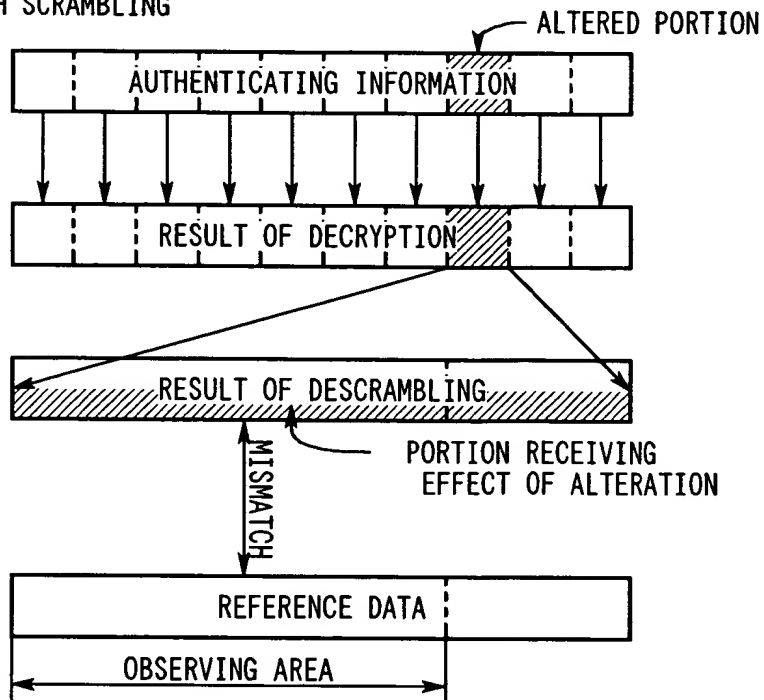 SCRAMBLING
ALTERED PORTION
AUTHENTICATING INFORMATION
RESULT OF DECRYPTION
RESULT OF DESCRAMBLING
PORTION RECEIVING
EFFECT OF ALTERATION
MISMATCH
REFERENCE DATA
OBSERVING AREA